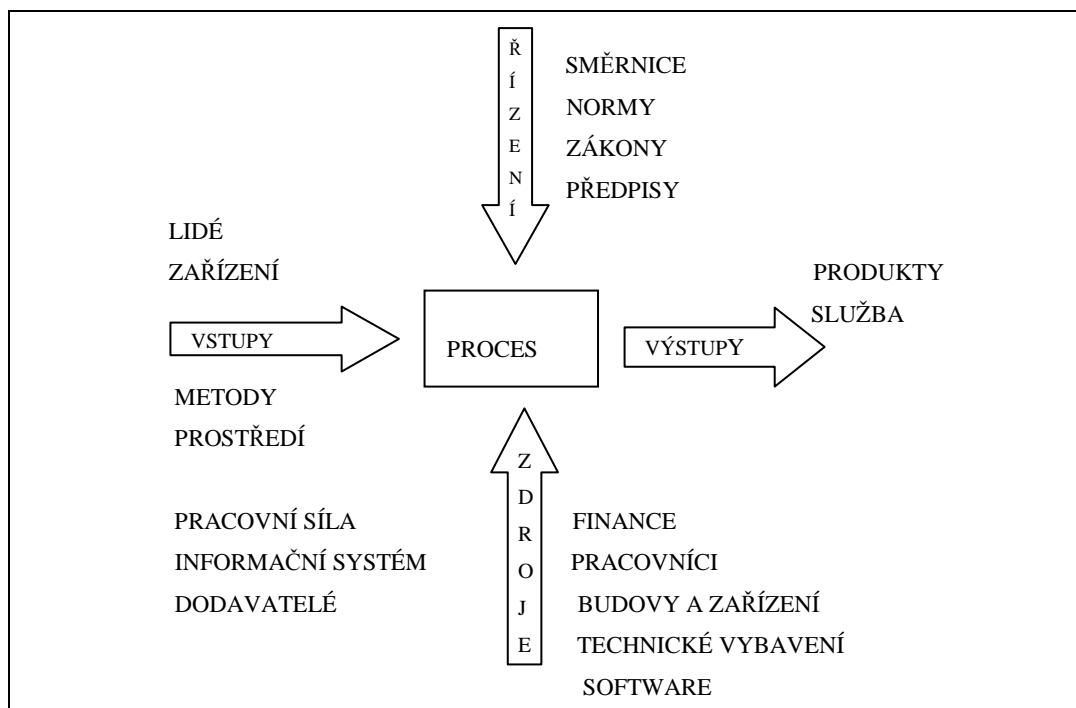 ŘÍZENÍ
SMĚRNICE
NORMY
ZÁKONY
PŘEDPISY
LIDÉ
ZAŘÍZENÍ
VSTUPY
METODY
PROSTŘEDÍ
PROCES
VÝSTUPY
PRODUKTY
SLUŽBA
ZDROJE
PRACOVNÍ SÍLA
INFORMAČNÍ SYSTÉM
DODAVATELÉ
FINANCE
PRACOVNÍCI
BUDOVY A ZAŘÍZENÍ
TECHNICKÉ VYBAVENÍ
SOFTWARE